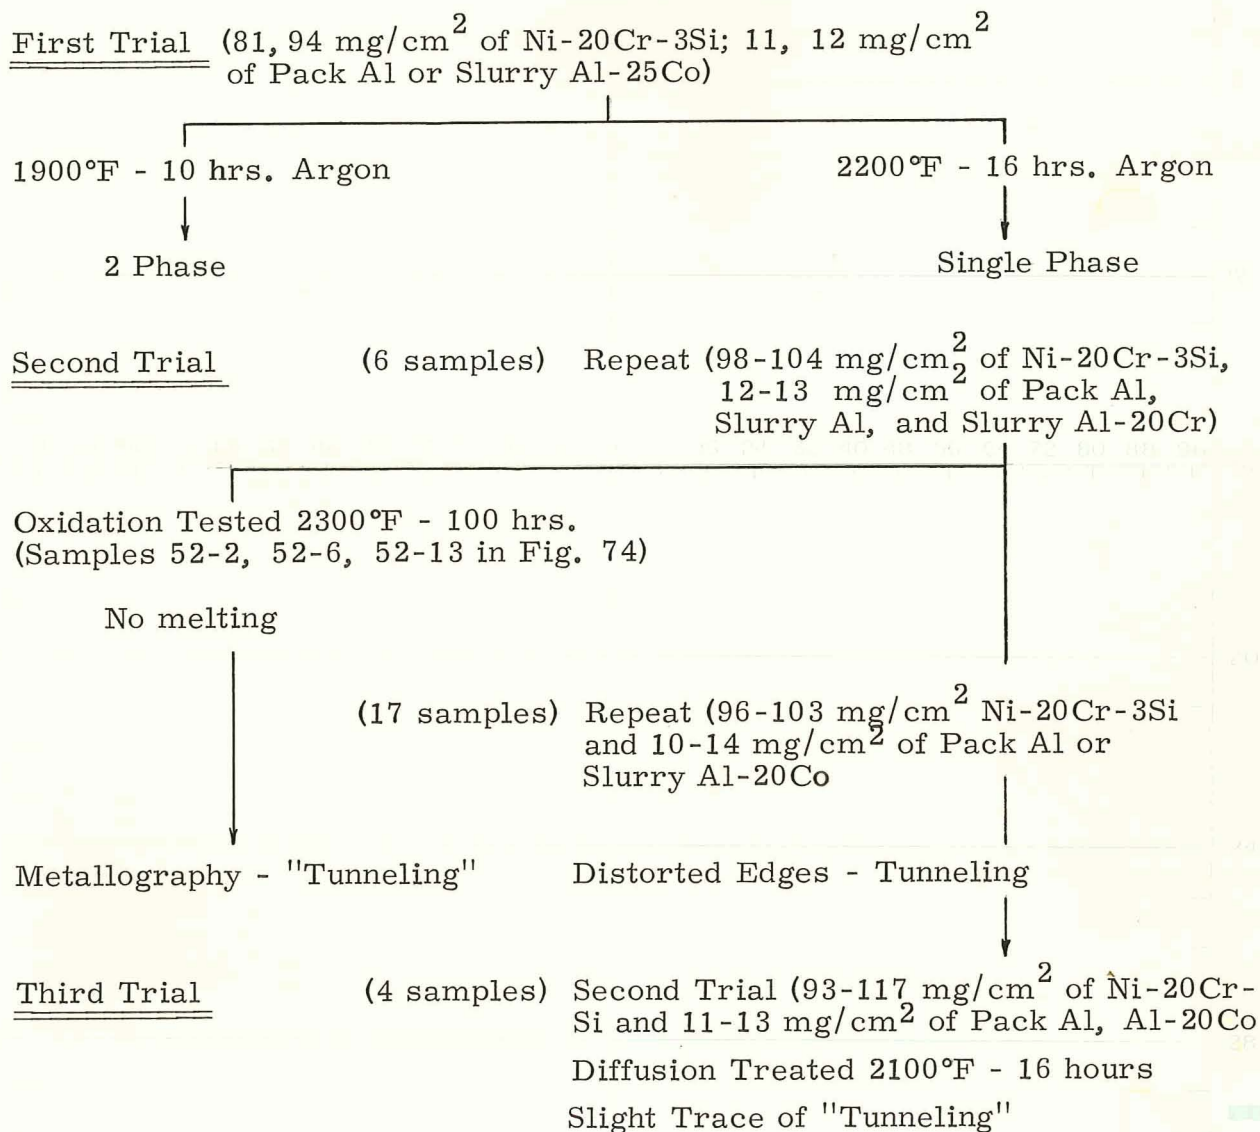 First Trial (81, 94 mg/cm2 of Ni-20Cr-3Si; 11, 12 mg/cm2
of Pack Al or Slurry Al-25Co)
1900°F - 10 hrs. Argon
2200°F - 16 hrs. Argon
2 Phase
Single Phase
Second Trial (6 samples) Repeat (98-104 mg/cm2 of Ni-20Cr-3Si,
12-13 mg/cm2 of Pack Al,
Slurry Al, and Slurry Al-20Cr)
Oxidation Tested 2300°F - 100 hrs.
(Samples 52-2, 52-6, 52-13 in Fig. 74)
No melting
(17 samples) Repeat (96-103 mg/cm2 Ni-20Cr-3Si
and 10-14 mg/cm2 of Pack Al or
Slurry Al-20Co
Metallography - "Tunneling"
Distorted Edges - Tunneling
Third Trial (4 samples) Second Trial (93-117 mg/cm2 of Ni-20Cr-
Si and 11-13 mg/cm2 of Pack Al, Al-20Co
Diffusion Treated 2100°F - 16 hours
Slight Trace of "Tunneling"